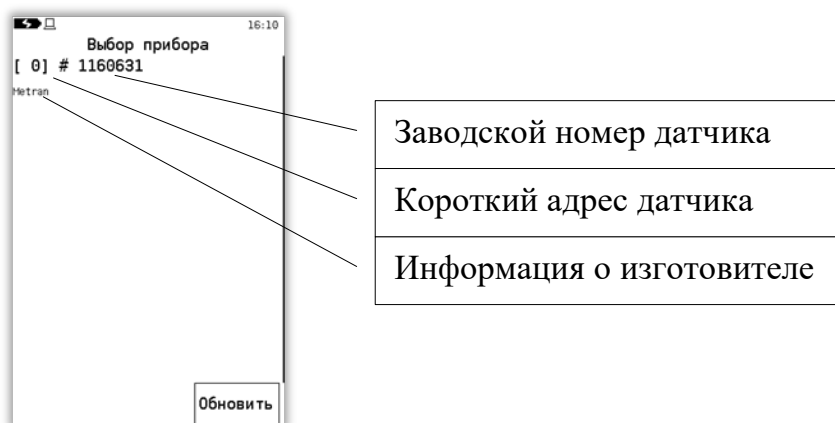 16:10
Выбор прибора
[ 0] # 1160631
Metran
Обновить
Заводской номер датчика
Короткий адрес датчика
Информация о изготовителе